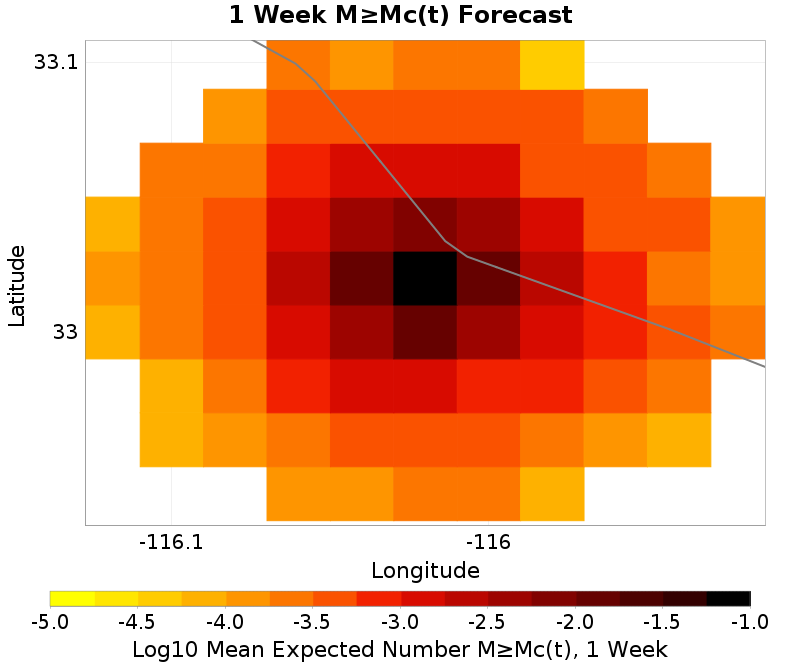 1 Week M≥Mc(t) Forecast
33.1
33
Latitude
-116.1 -116
Longitude
-5.0 -4.5 -4.0 -3.5 -3.0 -2.5 -2.0 -1.5 -1.0
Log10 Mean Expected Number M≥Mc(t), 1 Week